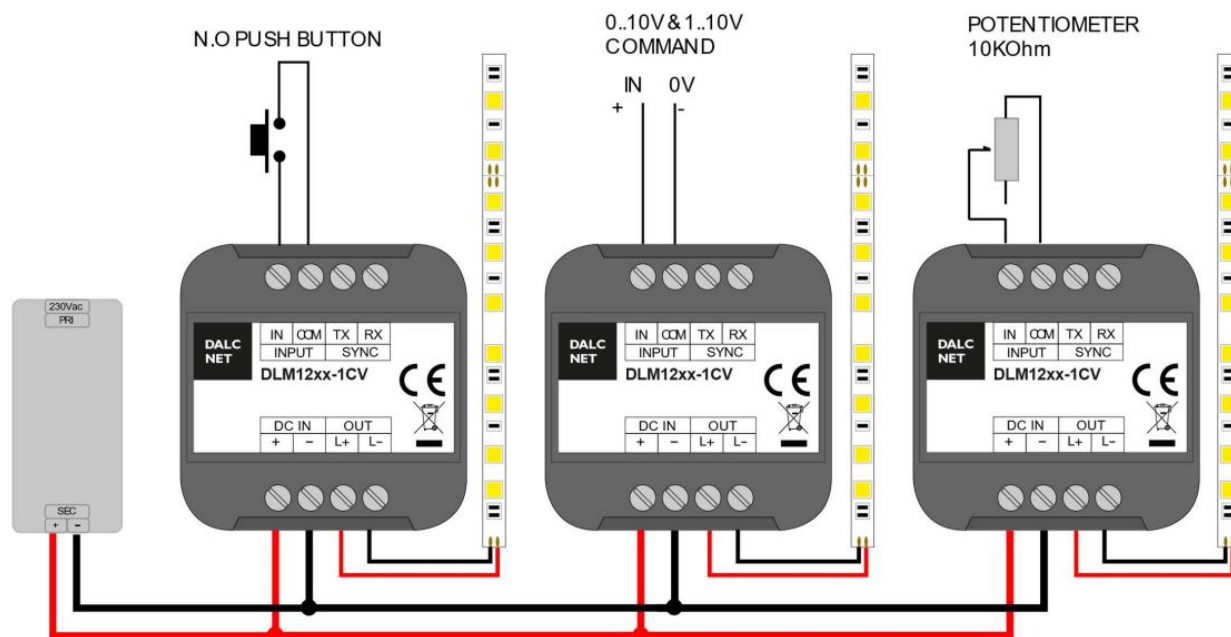 N.O PUSH BUTTON
0..10V & 1..10V
COMMAND
IN 0V
+ -
POTENTIOMETER
10KOhm
230Vac
PRI
SEC
+ −
DALC
NET
IN COM TX RX
INPUT SYNC
DLM12xx-1CV
CE
DC IN OUT
+ − L+ L−
DALC
NET
IN COM TX RX
INPUT SYNC
DLM12xx-1CV
CE
DC IN OUT
+ − L+ L−
DALC
NET
IN COM TX RX
INPUT SYNC
DLM12xx-1CV
CE
DC IN OUT
+ − L+ L−